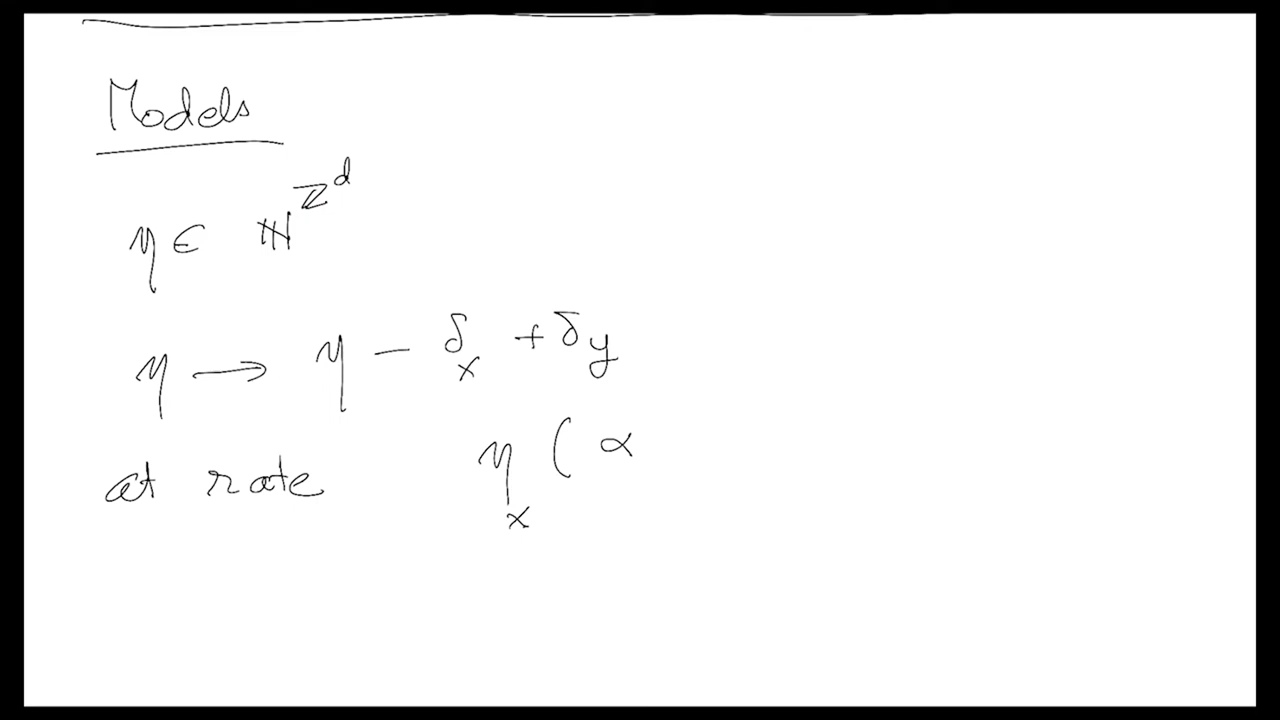 Models
η ∈ ℕ^{ℤ^d}
η → η - δ_x + δ_y
at rate η_x ( α